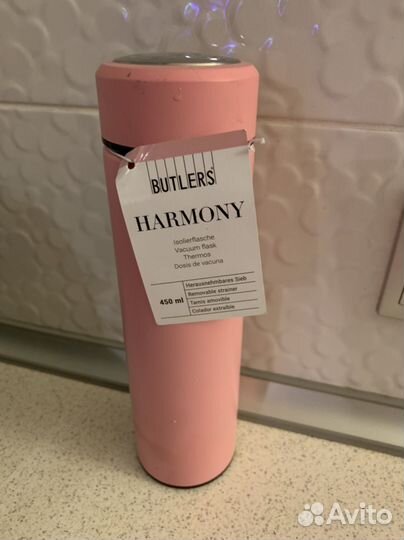 BUTLERS
HARMONY
Isolierflasche
Vacuum flask
Thermos
Dosis de vacuna
450 ml
Herausnehmbares Sieb
Removable strainer
Tamis amovible
Colador extraíble
Avito